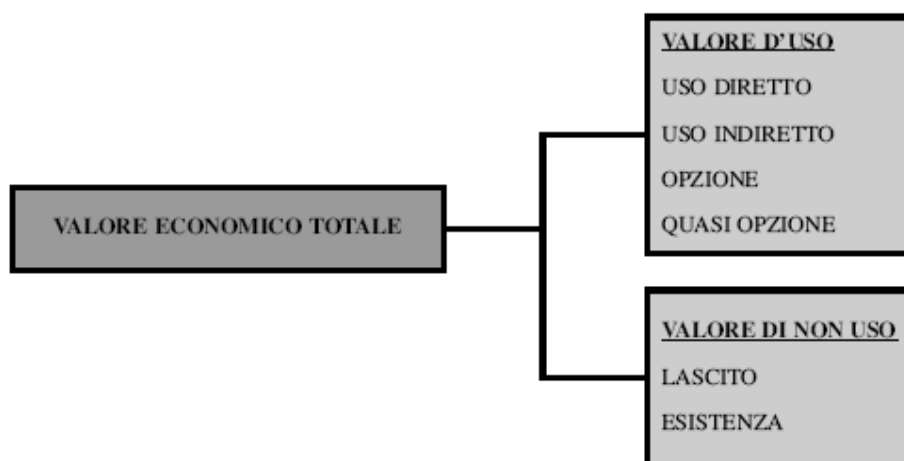 VALORE ECONOMICO TOTALE
VALORE D'USO
USO DIRETTO
USO INDIRETTO
OPZIONE
QUASI OPZIONE
VALORE DI NON USO
LASCITO
ESISTENZA